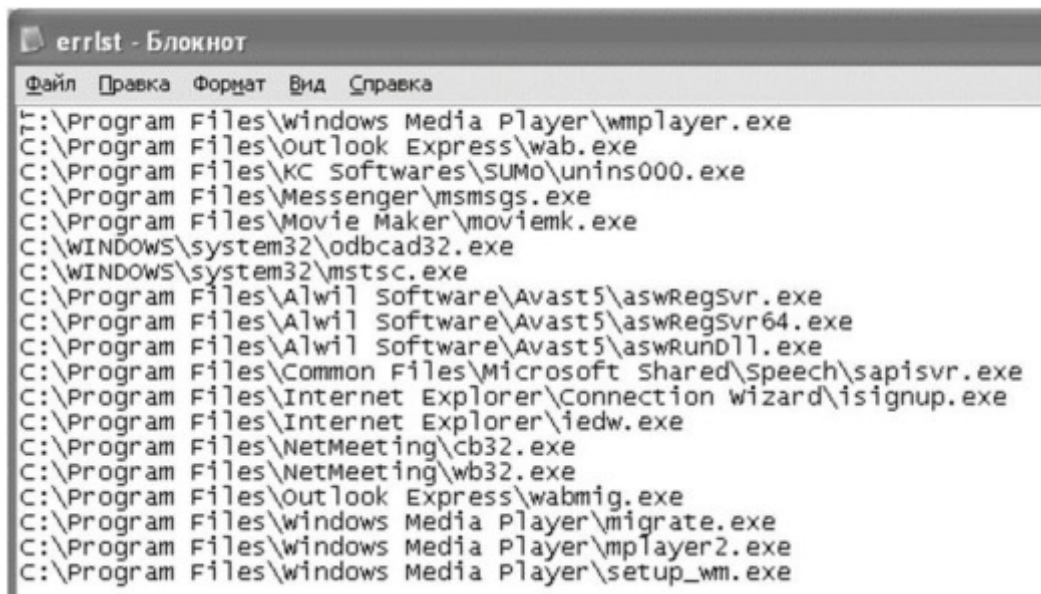 errlst - Блокнот
Файл Правка Формат Вид Справка
C:\Program Files\Windows Media Player\wmplayer.exe
C:\Program Files\Outlook Express\wab.exe
C:\Program Files\KC Softwares\SUMo\unins000.exe
C:\Program Files\Messenger\msmsgs.exe
C:\Program Files\Movie Maker\moviemk.exe
C:\WINDOWS\system32\odbcad32.exe
C:\WINDOWS\system32\mstsc.exe
C:\Program Files\Alwil Software\Avast5\aswRegSvr.exe
C:\Program Files\Alwil Software\Avast5\aswRegSvr64.exe
C:\Program Files\Alwil Software\Avast5\aswRunDll.exe
C:\Program Files\Common Files\Microsoft Shared\Speech\sapisvr.exe
C:\Program Files\Internet Explorer\Connection Wizard\isignup.exe
C:\Program Files\Internet Explorer\iedw.exe
C:\Program Files\NetMeeting\cb32.exe
C:\Program Files\NetMeeting\wb32.exe
C:\Program Files\Outlook Express\wabmig.exe
C:\Program Files\Windows Media Player\migrate.exe
C:\Program Files\Windows Media Player\mplayer2.exe
C:\Program Files\Windows Media Player\setup_wm.exe